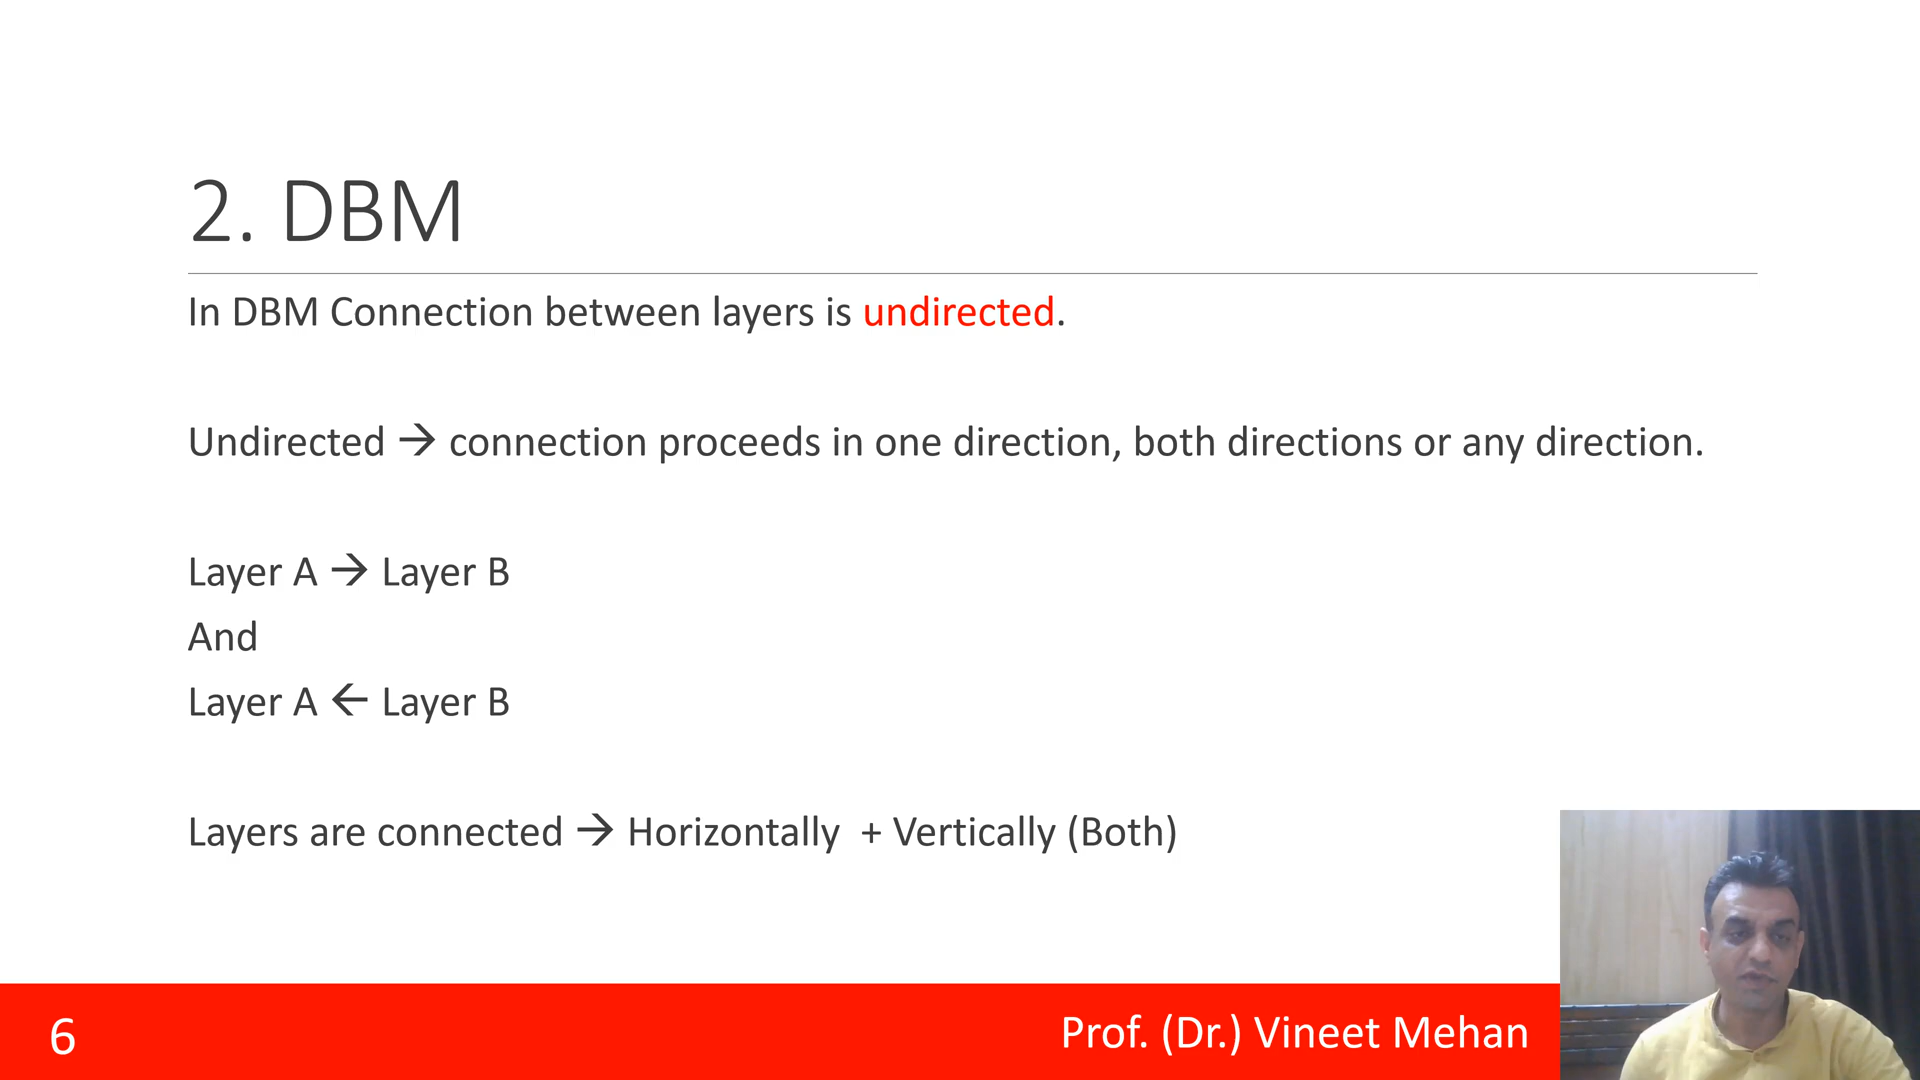 2. DBM
In DBM Connection between layers is undirected.
Undirected → connection proceeds in one direction, both directions or any direction.
Layer A → Layer B
And
Layer A ← Layer B
Layers are connected → Horizontally + Vertically (Both)
6
Prof. (Dr.) Vineet Mehan